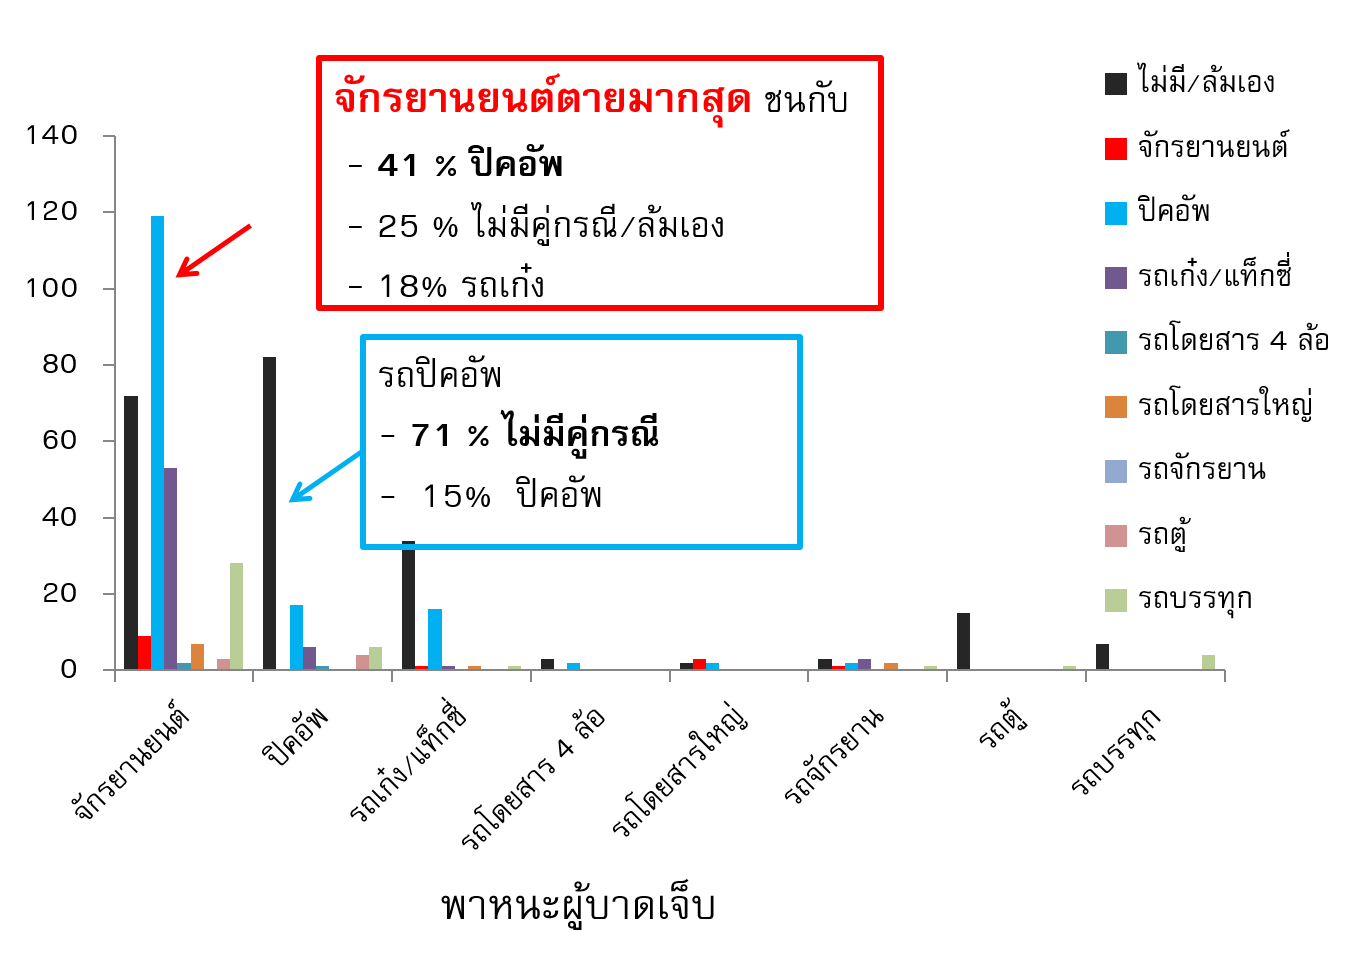 จักรยานยนต์ตายมากสุด ชนกับ
- 41 % ปิคอัพ
- 25 % ไม่มีคู่กรณี/ล้มเอง
- 18% รถเก๋ง
รถปิคอัพ
- 71 % ไม่มีคู่กรณี
- 15% ปิคอัพ
140
120
100
80
60
40
20
0
จักรยานยนต์
ปิคอัพ
รถเก๋ง/แท็กซี่
รถโดยสาร 4 ล้อ
รถโดยสารใหญ่
รถจักรยาน
รถตู้
รถบรรทุก
พาหนะผู้บาดเจ็บ
ไม่มี/ล้มเอง
จักรยานยนต์
ปิคอัพ
รถเก๋ง/แท็กซี่
รถโดยสาร 4 ล้อ
รถโดยสารใหญ่
รถจักรยาน
รถตู้
รถบรรทุก